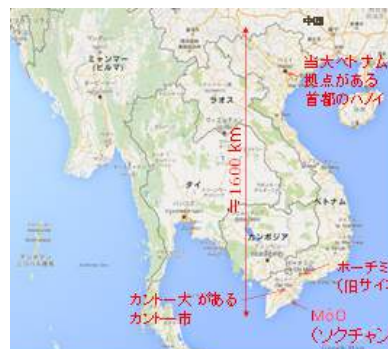 中国
ミャンマー
(ビルマ)
当大ベトナム
拠点がある
首都のハノイ
ラオス
≒1600 km
タイ
ベトナム
カンボジア
ホーチミ
(旧サイ
カントー大がある
カントー市
MôÒ
(ソクチャン